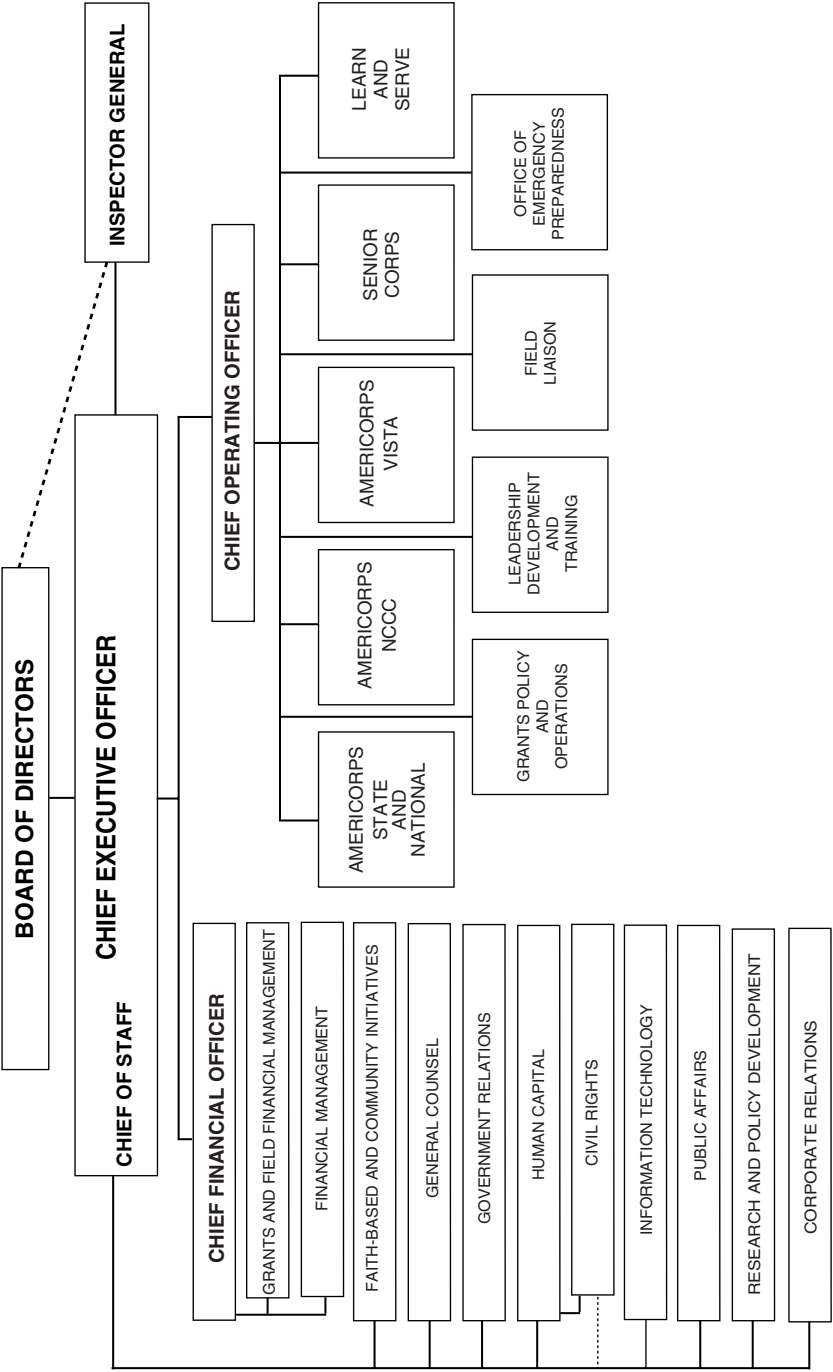 BOARD OF DIRECTORS
CHIEF EXECUTIVE OFFICER
CHIEF OF STAFF
INSPECTOR GENERAL
CHIEF FINANCIAL OFFICER
GRANTS AND FIELD FINANCIAL MANAGEMENT
FINANCIAL MANAGEMENT
FAITH-BASED AND COMMUNITY INITIATIVES
GENERAL COUNSEL
GOVERNMENT RELATIONS
HUMAN CAPITAL
CIVIL RIGHTS
INFORMATION TECHNOLOGY
PUBLIC AFFAIRS
RESEARCH AND POLICY DEVELOPMENT
CORPORATE RELATIONS
CHIEF OPERATING OFFICER
AMERICORPS
STATE
AND
NATIONAL
AMERICORPS
NCCC
AMERICORPS
VISTA
SENIOR
CORPS
LEARN
AND
SERVE
GRANTS POLICY
AND
OPERATIONS
LEADERSHIP
DEVELOPMENT
AND
TRAINING
FIELD
LIAISON
OFFICE OF
EMERGENCY
PREPAREDNESS